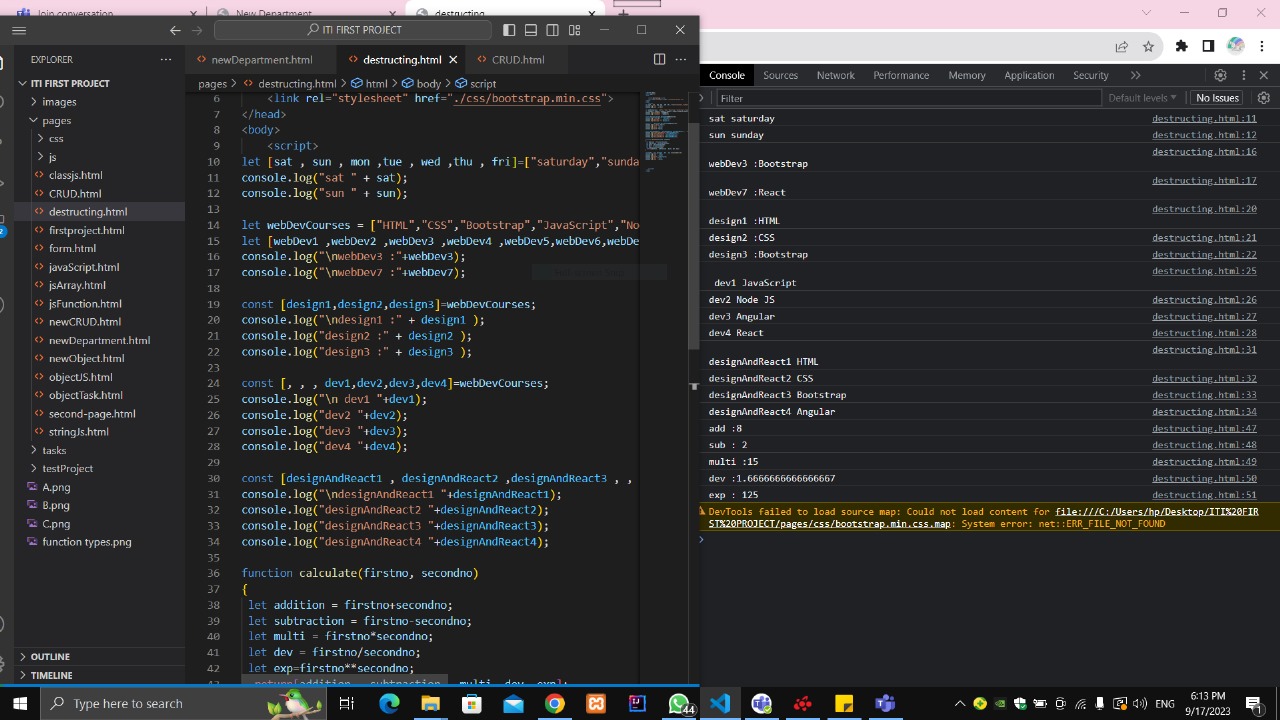 Join conversation
New Department
destructing
ITI FIRST PROJECT
EXPLORER
newDepartment.html
destructing.html
CRUD.html
pages > destructing.html > html > body > script
ITI FIRST PROJECT
images
pages
css
js
classjs.html
CRUD.html
destructing.html
firstproject.html
form.html
javaScript.html
jsArray.html
jsFunction.html
newCRUD.html
newDepartment.html
newObject.html
objectUS.html
objectTask.html
second-page.html
stringJs.html
tasks
testProject
A.png
B.png
C.png
function types.png
OUTLINE
TIMELINE
6 <link rel="stylesheet" href="./css/bootstrap.min.css">
7 </head>
8 <body>
9 <script>
10 let [sat , sun , mon ,tue , wed ,thu , fri]=["saturday","sunda
11 console.log("sat " + sat);
12 console.log("sun " + sun);
13
14 let webDevCourses = ["HTML","CSS","Bootstrap","JavaScript","No
15 let [webDev1 ,webDev2 ,webDev3 ,webDev4 ,webDev5,webDev6,webDe
16 console.log("\nwebDev3 :"+webDev3);
17 console.log("\nwebDev7 :"+webDev7);
18
19 const [design1,design2,design3]=webDevCourses;
20 console.log("\ndesign1 :" + design1 );
21 console.log("design2 :" + design2 );
22 console.log("design3 :" + design3 );
23
24 const [, , , dev1,dev2,dev3,dev4]=webDevCourses;
25 console.log("\n dev1 "+dev1);
26 console.log("dev2 "+dev2);
27 console.log("dev3 "+dev3);
28 console.log("dev4 "+dev4);
29
30 const [designAndReact1 , designAndReact2 ,designAndReact3 , ,
31 console.log("\ndesignAndReact1 "+designAndReact1);
32 console.log("designAndReact2 "+designAndReact2);
33 console.log("designAndReact3 "+designAndReact3);
34 console.log("designAndReact4 "+designAndReact4);
35
36 function calculate(firstno, secondno)
37 {
38 let addition = firstno+secondno;
39 let subtraction = firstno-secondno;
40 let multi = firstno*secondno;
41 let dev = firstno/secondno;
42 let exp=firstno**secondno;
43 return[addition , subtraction , multi, dev, exp];
Console Sources Network Performance Memory Application Security
Filter Default levels No Issues
sat saturday destructing.html:11
sun sunday destructing.html:12
destructing.html:16
webDev3 :Bootstrap
destructing.html:17
webDev7 :React
destructing.html:20
design1 :HTML
design2 :CSS destructing.html:21
design3 :Bootstrap destructing.html:22
destructing.html:25
dev1 JavaScript
dev2 Node JS destructing.html:26
dev3 Angular destructing.html:27
dev4 React destructing.html:28
destructing.html:31
designAndReact1 HTML
designAndReact2 CSS destructing.html:32
designAndReact3 Bootstrap destructing.html:33
designAndReact4 Angular destructing.html:34
add :8 destructing.html:47
sub : 2 destructing.html:48
multi :15 destructing.html:49
dev :1.6666666666666667 destructing.html:50
exp : 125 destructing.html:51
DevTools failed to load source map: Could not load content for file:///C:/Users/hp/Desktop/ITI%20FIR
ST%20PROJECT/pages/css/bootstrap.min.css.map: System error: net::ERR_FILE_NOT_FOUND
Type here to search
44
6:13 PM
9/17/2023
1